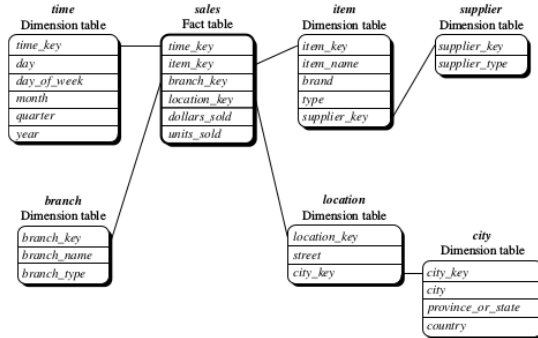 time
Dimension table
time_key
day
day_of_week
month
quarter
year
sales
Fact table
time_key
item_key
branch_key
location_key
dollars_sold
units_sold
item
Dimension table
item_key
item_name
brand
type
supplier_key
supplier
Dimension table
supplier_key
supplier_type
branch
Dimension table
branch_key
branch_name
branch_type
location
Dimension table
location_key
street
city_key
city
Dimension table
city_key
city
province_or_state
country